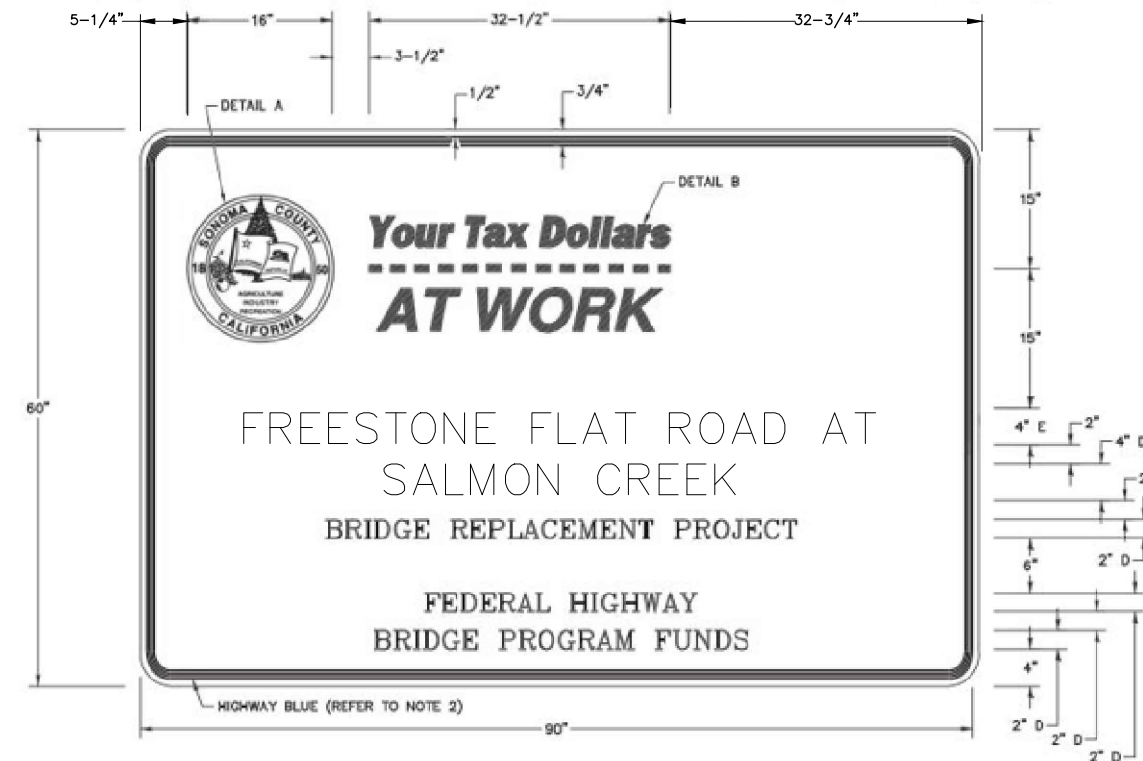 5-1/4" 16" 32-1/2" 32-3/4"
3-1/2"
1/2" 3/4"
DETAIL A
DETAIL B
SONOMA COUNTY
18 50
AGRICULTURE
INDUSTRY
RECREATION
CALIFORNIA
Your Tax Dollars
AT WORK
15"
15"
60"
FREESTONE FLAT ROAD AT
SALMON CREEK
BRIDGE REPLACEMENT PROJECT
FEDERAL HIGHWAY
BRIDGE PROGRAM FUNDS
4" E 2"
4" D
2" D
6"
4"
HIGHWAY BLUE (REFER TO NOTE 2)
90"
2" D
2" D
2" D